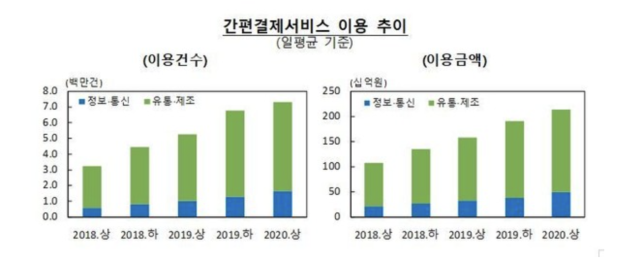 간편결제서비스 이용 추이
(일평균 기준)
(이용건수)
(백만건)
8.0
7.0
6.0
5.0
4.0
3.0
2.0
1.0
0.0
정보·통신 유통·제조
2018.상 2018.하 2019.상 2019.하 2020.상
(이용금액)
(십억원)
250
200
150
100
50
0
정보·통신 유통·제조
2018.상 2018.하 2019.상 2019.하 2020.상